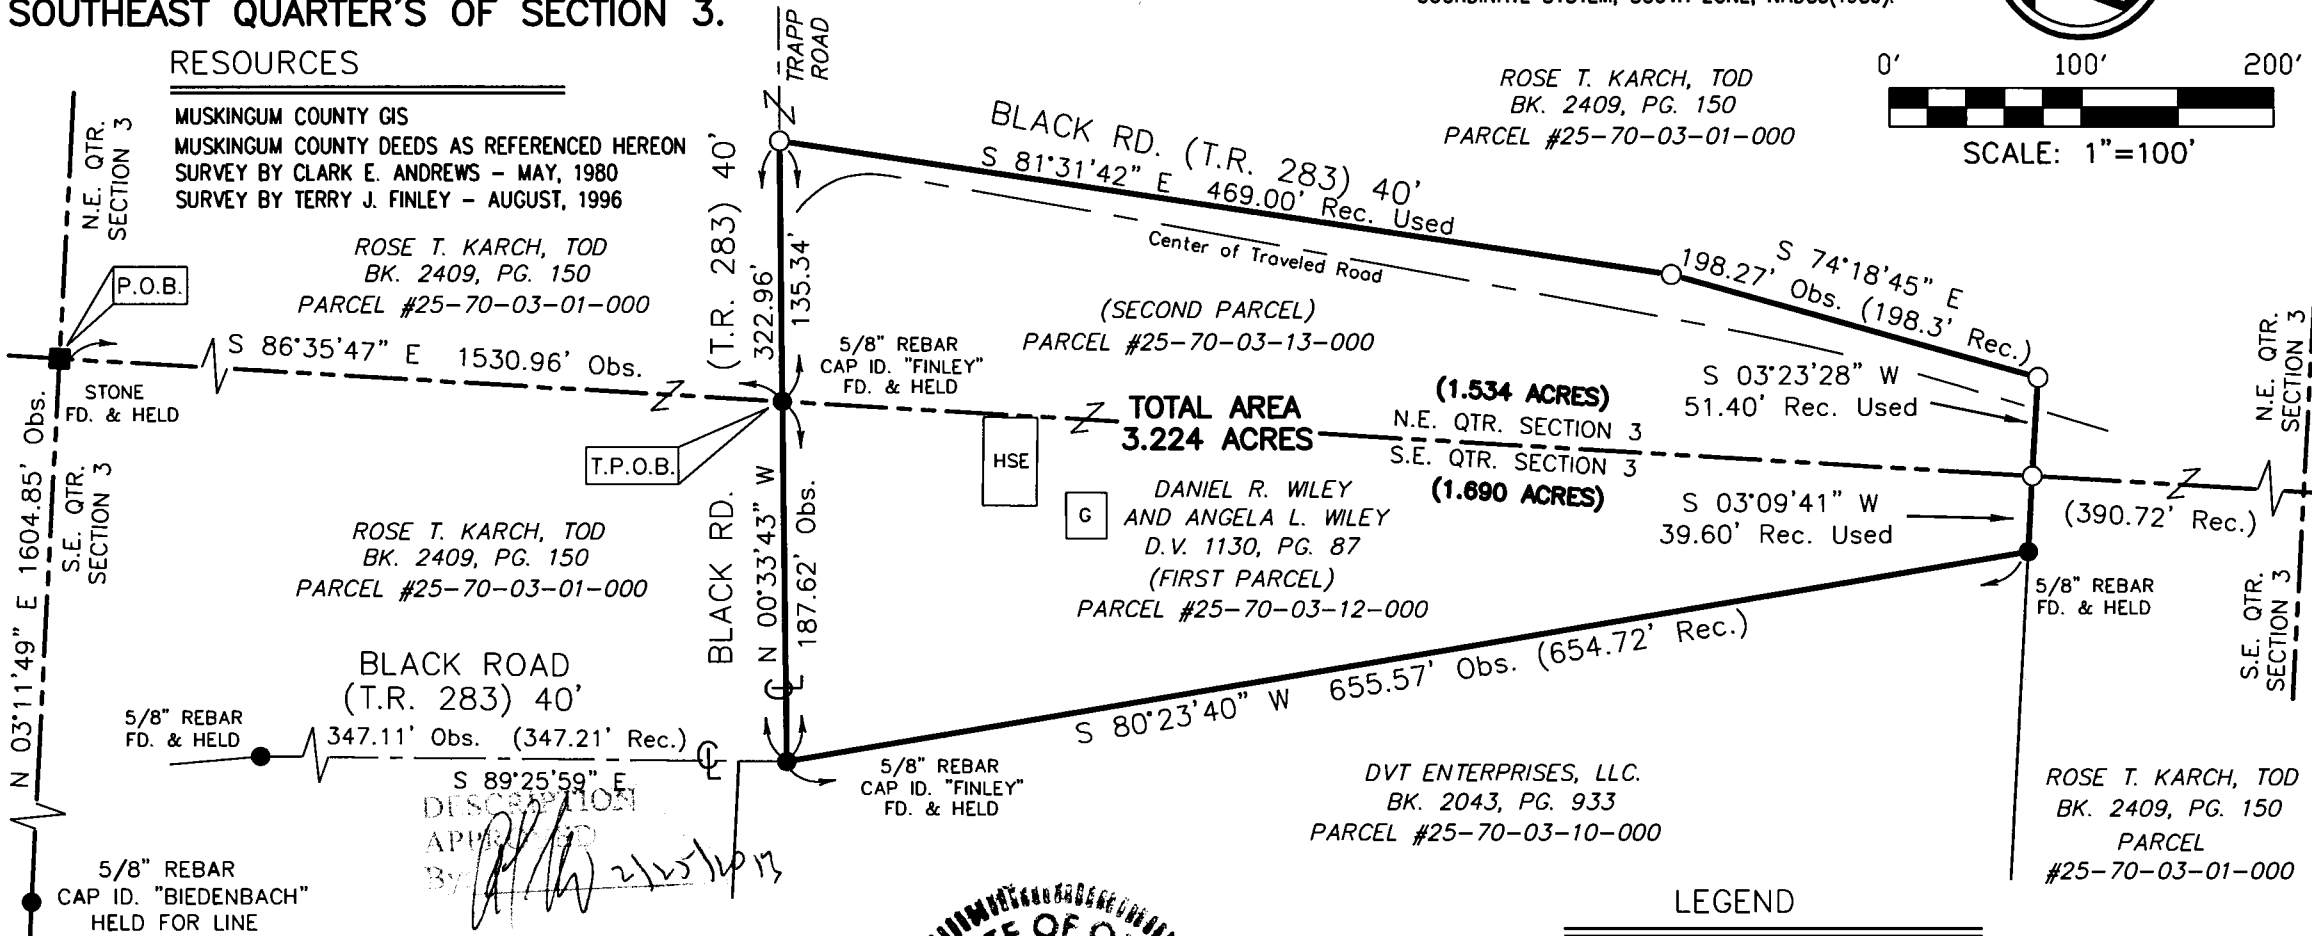 SOUTHEAST QUARTER'S OF SECTION 3.
RESOURCES
MUSKINGUM COUNTY GIS
MUSKINGUM COUNTY DEEDS AS REFERENCED HEREON
SURVEY BY CLARK E. ANDREWS – MAY, 1980
SURVEY BY TERRY J. FINLEY – AUGUST, 1996
TRAPP
ROAD
COORDINATE SYSTEM, SOUTH ZONE,
0' 100' 200'
SCALE: 1"=100'
ROSE T. KARCH, TOD
BK. 2409, PG. 150
PARCEL #25-70-03-01-000
N.E. QTR.
SECTION 3
ROSE T. KARCH, TOD
BK. 2409, PG. 150
PARCEL #25-70-03-01-000
P.O.B.
STONE
FD. & HELD
S 86°35'47" E 1530.96' Obs.
BLACK RD. (T.R. 283) 40'
322.96'
135.34'
BLACK RD. (T.R. 283) 40'
S 81°31'42" E 469.00' Rec. Used
Center of Traveled Road
S 74°18'45" E
198.27' Obs. (198.3' Rec.)
(SECOND PARCEL)
PARCEL #25-70-03-13-000
5/8" REBAR
CAP ID. "FINLEY"
FD. & HELD
S 03°23'28" W
51.40' Rec. Used
N.E. QTR.
SECTION 3
TOTAL AREA
3.224 ACRES
(1.534 ACRES)
N.E. QTR. SECTION 3
S.E. QTR. SECTION 3
(1.690 ACRES)
T.P.O.B.
HSE
G
DANIEL R. WILEY
AND ANGELA L. WILEY
D.V. 1130, PG. 87
(FIRST PARCEL)
PARCEL #25-70-03-12-000
S 03°09'41" W
39.60' Rec. Used
(390.72' Rec.)
5/8" REBAR
FD. & HELD
S.E. QTR.
SECTION 3
N 03°11'49" E 1604.85' Obs.
S.E. QTR.
SECTION 3
ROSE T. KARCH, TOD
BK. 2409, PG. 150
PARCEL #25-70-03-01-000
N 00°33'43" W
187.62' Obs.
S 80°23'40" W 655.57' Obs. (654.72' Rec.)
BLACK ROAD
(T.R. 283) 40'
5/8" REBAR
FD. & HELD
347.11' Obs. (347.21' Rec.)
S 89°25'59" E
DESCRIPTION
APPROVED
By 2/25/2013
5/8" REBAR
CAP ID. "FINLEY"
FD. & HELD
DVT ENTERPRISES, LLC.
BK. 2043, PG. 933
PARCEL #25-70-03-10-000
ROSE T. KARCH, TOD
BK. 2409, PG. 150
PARCEL
#25-70-03-01-000
5/8" REBAR
CAP ID. "BIEDENBACH"
HELD FOR LINE
LEGEND